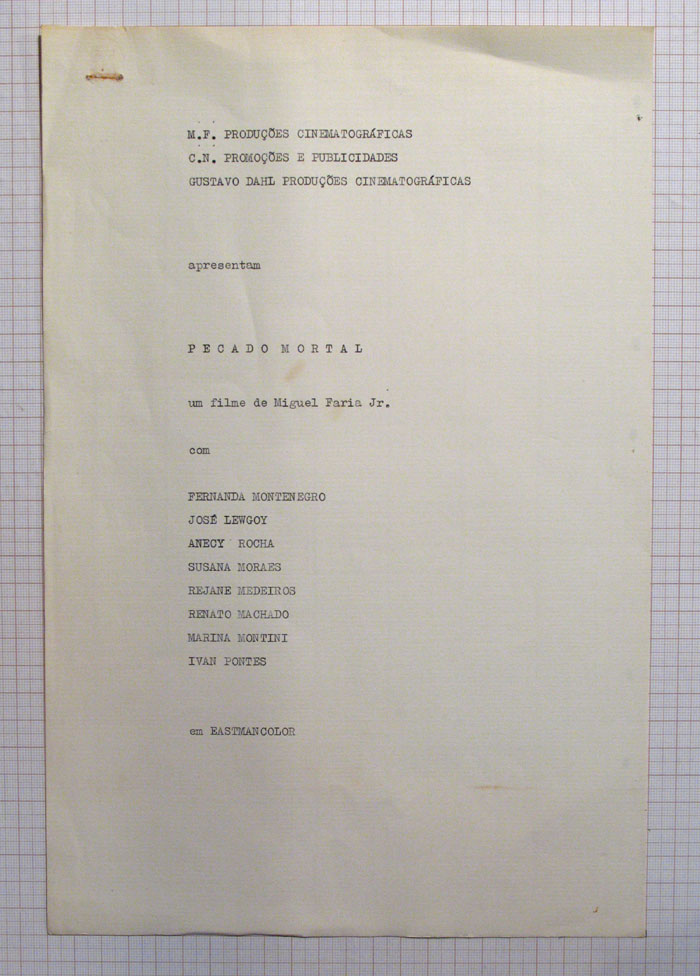 M.F. PRODUÇÕES CINEMATOGRÁFICAS
C.N. PROMOÇÕES E PUBLICIDADES
GUSTAVO DAHL PRODUÇÕES CINEMATOGRÁFICAS
apresentam
P E C A D O M O R T A L
um filme de Miguel Faria Jr.
com
FERNANDA MONTENEGRO
JOSÉ LEWGOY
ANECY ROCHA
SUSANA MORAES
REJANE MEDEIROS
RENATO MACHADO
MARINA MONTINI
IVAN PONTES
em EASTMANCOLOR